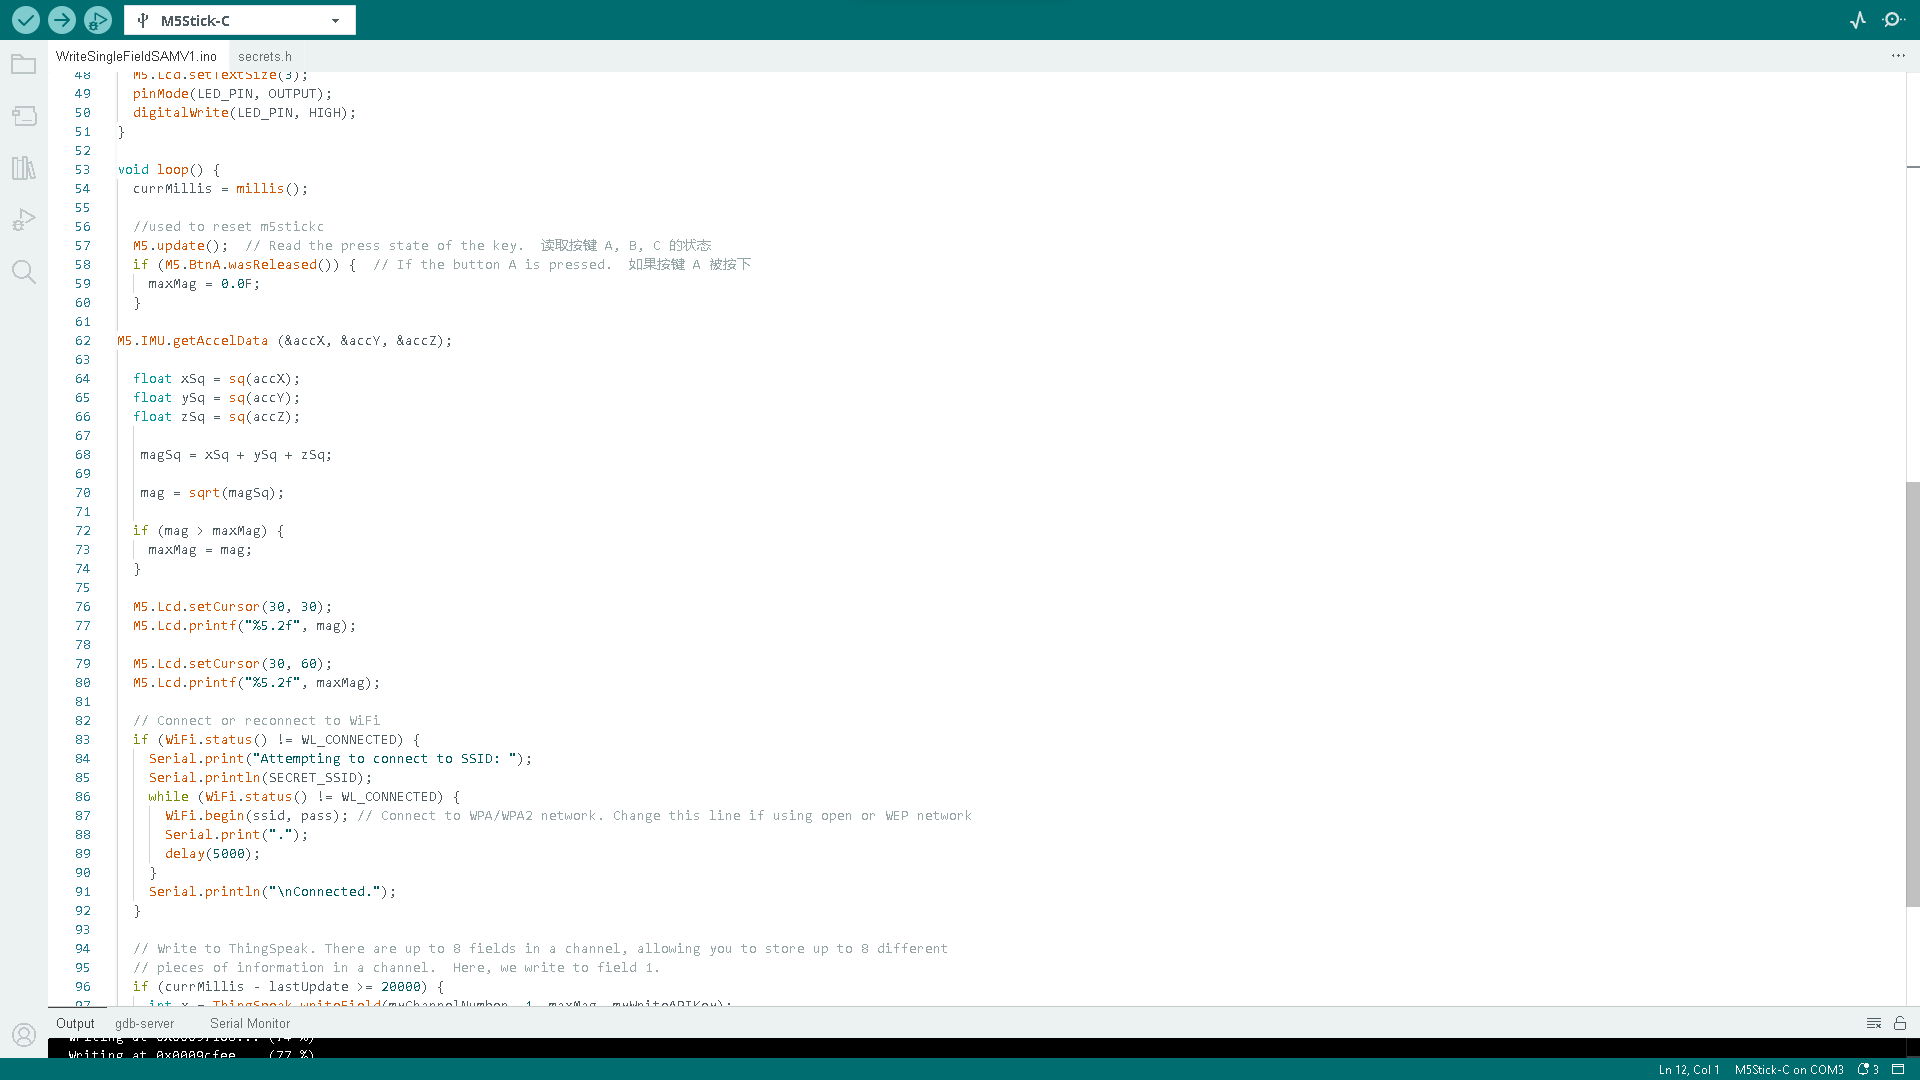 M5Stick-C
WriteSingleFieldSAMV1.ino secrets.h
48 M5.Lcd.setTextSize(3);
49 pinMode(LED_PIN, OUTPUT);
50 digitalWrite(LED_PIN, HIGH);
51 }
52
53 void loop() {
54 currMillis = millis();
55
56 //used to reset m5stickc
57 M5.update();  // Read the press state of the key.  读取按键 A, B, C 的状态
58 if (M5.BtnA.wasReleased()) {  // If the button A is pressed.  如果按键 A 被按下
59 maxMag = 0.0F;
60 }
61
62 M5.IMU.getAccelData (&accX, &accY, &accZ);
63
64 float xSq = sq(accX);
65 float ySq = sq(accY);
66 float zSq = sq(accZ);
67
68 magSq = xSq + ySq + zSq;
69
70 mag = sqrt(magSq);
71
72 if (mag > maxMag) {
73 maxMag = mag;
74 }
75
76 M5.Lcd.setCursor(30, 30);
77 M5.Lcd.printf("%5.2f", mag);
78
79 M5.Lcd.setCursor(30, 60);
80 M5.Lcd.printf("%5.2f", maxMag);
81
82 // Connect or reconnect to WiFi
83 if (WiFi.status() != WL_CONNECTED) {
84 Serial.print("Attempting to connect to SSID: ");
85 Serial.println(SECRET_SSID);
86 while (WiFi.status() != WL_CONNECTED) {
87 WiFi.begin(ssid, pass); // Connect to WPA/WPA2 network. Change this line if using open or WEP network
88 Serial.print(".");
89 delay(5000);
90 }
91 Serial.println("\nConnected.");
92 }
93
94 // Write to ThingSpeak. There are up to 8 fields in a channel, allowing you to store up to 8 different
95 // pieces of information in a channel.  Here, we write to field 1.
96 if (currMillis - lastUpdate >= 20000) {
97 int x = ThingSpeak.writeField(myChannelNumber, 1, maxMag, myWriteAPIKey);
Output gdb-server Serial Monitor
Writing at (74 %)
Writing at 0x0009cfee... (77 %)
Ln 12, Col 1 M5Stick-C on COM3 3